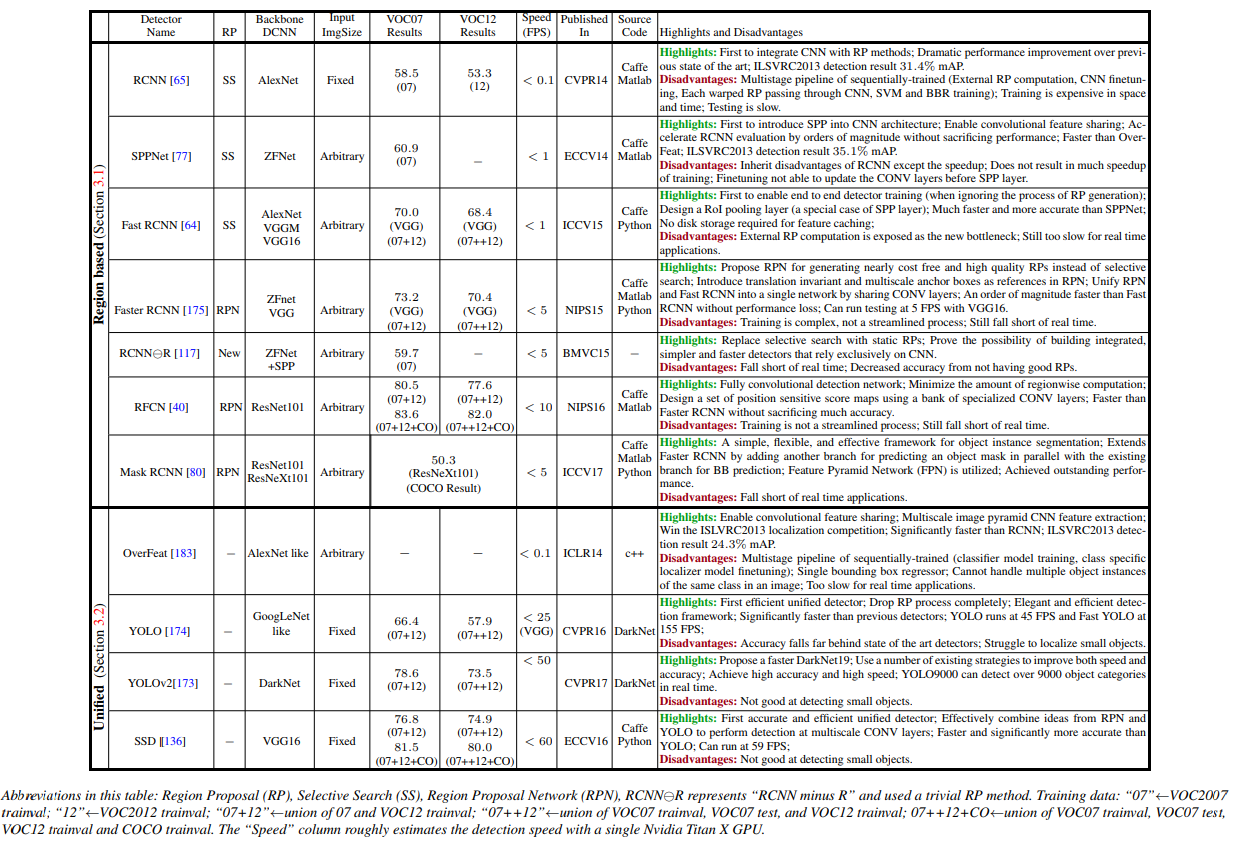 Detector Name RP Backbone DCNN Input ImgSize VOC07 Results VOC12 Results Speed (FPS) Published In Source Code Highlights and Disadvantages
Region based (Section 3.1)
RCNN [65] SS AlexNet Fixed 58.5 (07) 53.3 (12) < 0.1 CVPR14 Caffe Matlab
Highlights: First to integrate CNN with RP methods; Dramatic performance improvement over previ-
ous state of the art; ILSVRC2013 detection result 31.4% mAP.
Disadvantages: Multistage pipeline of sequentially-trained (External RP computation, CNN finetun-
ing, Each warped RP passing through CNN, SVM and BBR training); Training is expensive in space
and time; Testing is slow.
SPPNet [77] SS ZFNet Arbitrary 60.9 (07) − < 1 ECCV14 Caffe Matlab
Highlights: First to introduce SPP into CNN architecture; Enable convolutional feature sharing; Ac-
celerate RCNN evaluation by orders of magnitude without sacrificing performance; Faster than Over-
Feat; ILSVRC2013 detection result 35.1% mAP.
Disadvantages: Inherit disadvantages of RCNN except the speedup; Does not result in much speedup
of training; Finetuning not able to update the CONV layers before SPP layer.
Fast RCNN [64] SS AlexNet VGGM VGG16 Arbitrary 70.0 (VGG) (07+12) 68.4 (VGG) (07++12) < 1 ICCV15 Caffe Python
Highlights: First to enable end to end detector training (when ignoring the process of RP generation);
Design a RoI pooling layer (a special case of SPP layer); Much faster and more accurate than SPPNet;
No disk storage required for feature caching;
Disadvantages: External RP computation is exposed as the new bottleneck; Still too slow for real time
applications.
Faster RCNN [175] RPN ZFnet VGG Arbitrary 73.2 (VGG) (07+12) 70.4 (VGG) (07++12) < 5 NIPS15 Caffe Matlab Python
Highlights: Propose RPN for generating nearly cost free and high quality RPs instead of selective
search; Introduce translation invariant and multiscale anchor boxes as references in RPN; Unify RPN
and Fast RCNN into a single network by sharing CONV layers; An order of magnitude faster than Fast
RCNN without performance loss; Can run testing at 5 FPS with VGG16.
Disadvantages: Training is complex, not a streamlined process; Still fall short of real time.
RCNN⊖R [117] New ZFNet +SPP Arbitrary 59.7 (07) − < 5 BMVC15 −
Highlights: Replace selective search with static RPs; Prove the possibility of building integrated,
simpler and faster detectors that rely exclusively on CNN.
Disadvantages: Fall short of real time; Decreased accuracy from not having good RPs.
RFCN [40] RPN ResNet101 Arbitrary 80.5 (07+12) 83.6 (07+12+CO) 77.6 (07++12) 82.0 (07++12+CO) < 10 NIPS16 Caffe Matlab
Highlights: Fully convolutional detection network; Minimize the amount of regionwise computation;
Design a set of position sensitive score maps using a bank of specialized CONV layers; Faster than
Faster RCNN without sacrificing much accuracy.
Disadvantages: Training is not a streamlined process; Still fall short of real time.
Mask RCNN [80] RPN ResNet101 ResNeXt101 Arbitrary 50.3 (ResNeXt101) (COCO Result) < 5 ICCV17 Caffe Matlab Python
Highlights: A simple, flexible, and effective framework for object instance segmentation; Extends
Faster RCNN by adding another branch for predicting an object mask in parallel with the existing
branch for BB prediction; Feature Pyramid Network (FPN) is utilized; Achieved outstanding perfor-
mance.
Disadvantages: Fall short of real time applications.
Unified (Section 3.2)
OverFeat [183] − AlexNet like Arbitrary − − < 0.1 ICLR14 c++
Highlights: Enable convolutional feature sharing; Multiscale image pyramid CNN feature extraction;
Win the ISLVRC2013 localization competition; Significantly faster than RCNN; ILSVRC2013 detec-
tion result 24.3% mAP.
Disadvantages: Multistage pipeline of sequentially-trained (classifier model training, class specific
localizer model finetuning); Single bounding box regressor; Cannot handle multiple object instances
of the same class in an image; Too slow for real time applications.
YOLO [174] − GoogLeNet like Fixed 66.4 (07+12) 57.9 (07++12) < 25 (VGG) CVPR16 DarkNet
Highlights: First efficient unified detector; Drop RP process completely; Elegant and efficient detec-
tion framework; Significantly faster than previous detectors; YOLO runs at 45 FPS and Fast YOLO at
155 FPS;
Disadvantages: Accuracy falls far behind state of the art detectors; Struggle to localize small objects.
YOLOv2[173] − DarkNet Fixed 78.6 (07+12) 73.5 (07++12) < 50 CVPR17 DarkNet
Highlights: Propose a faster DarkNet19; Use a number of existing strategies to improve both speed and
accuracy; Achieve high accuracy and high speed; YOLO9000 can detect over 9000 object categories
in real time.
Disadvantages: Not good at detecting small objects.
SSD [[136] − VGG16 Fixed 76.8 (07+12) 81.5 (07+12+CO) 74.9 (07++12) 80.0 (07++12+CO) < 60 ECCV16 Caffe Python
Highlights: First accurate and efficient unified detector; Effectively combine ideas from RPN and
YOLO to perform detection at multiscale CONV layers; Faster and significantly more accurate than
YOLO; Can run at 59 FPS;
Disadvantages: Not good at detecting small objects.
Abbreviations in this table: Region Proposal (RP), Selective Search (SS), Region Proposal Network (RPN), RCNN⊖R represents “RCNN minus R” and used a trivial RP method. Training data: “07”←VOC2007
trainval; “12”←VOC2012 trainval; “07+12”←union of 07 and VOC12 trainval; “07++12”←union of VOC07 trainval, VOC07 test, and VOC12 trainval; 07++12+CO←union of VOC07 trainval, VOC07 test,
VOC12 trainval and COCO trainval. The “Speed” column roughly estimates the detection speed with a single Nvidia Titan X GPU.